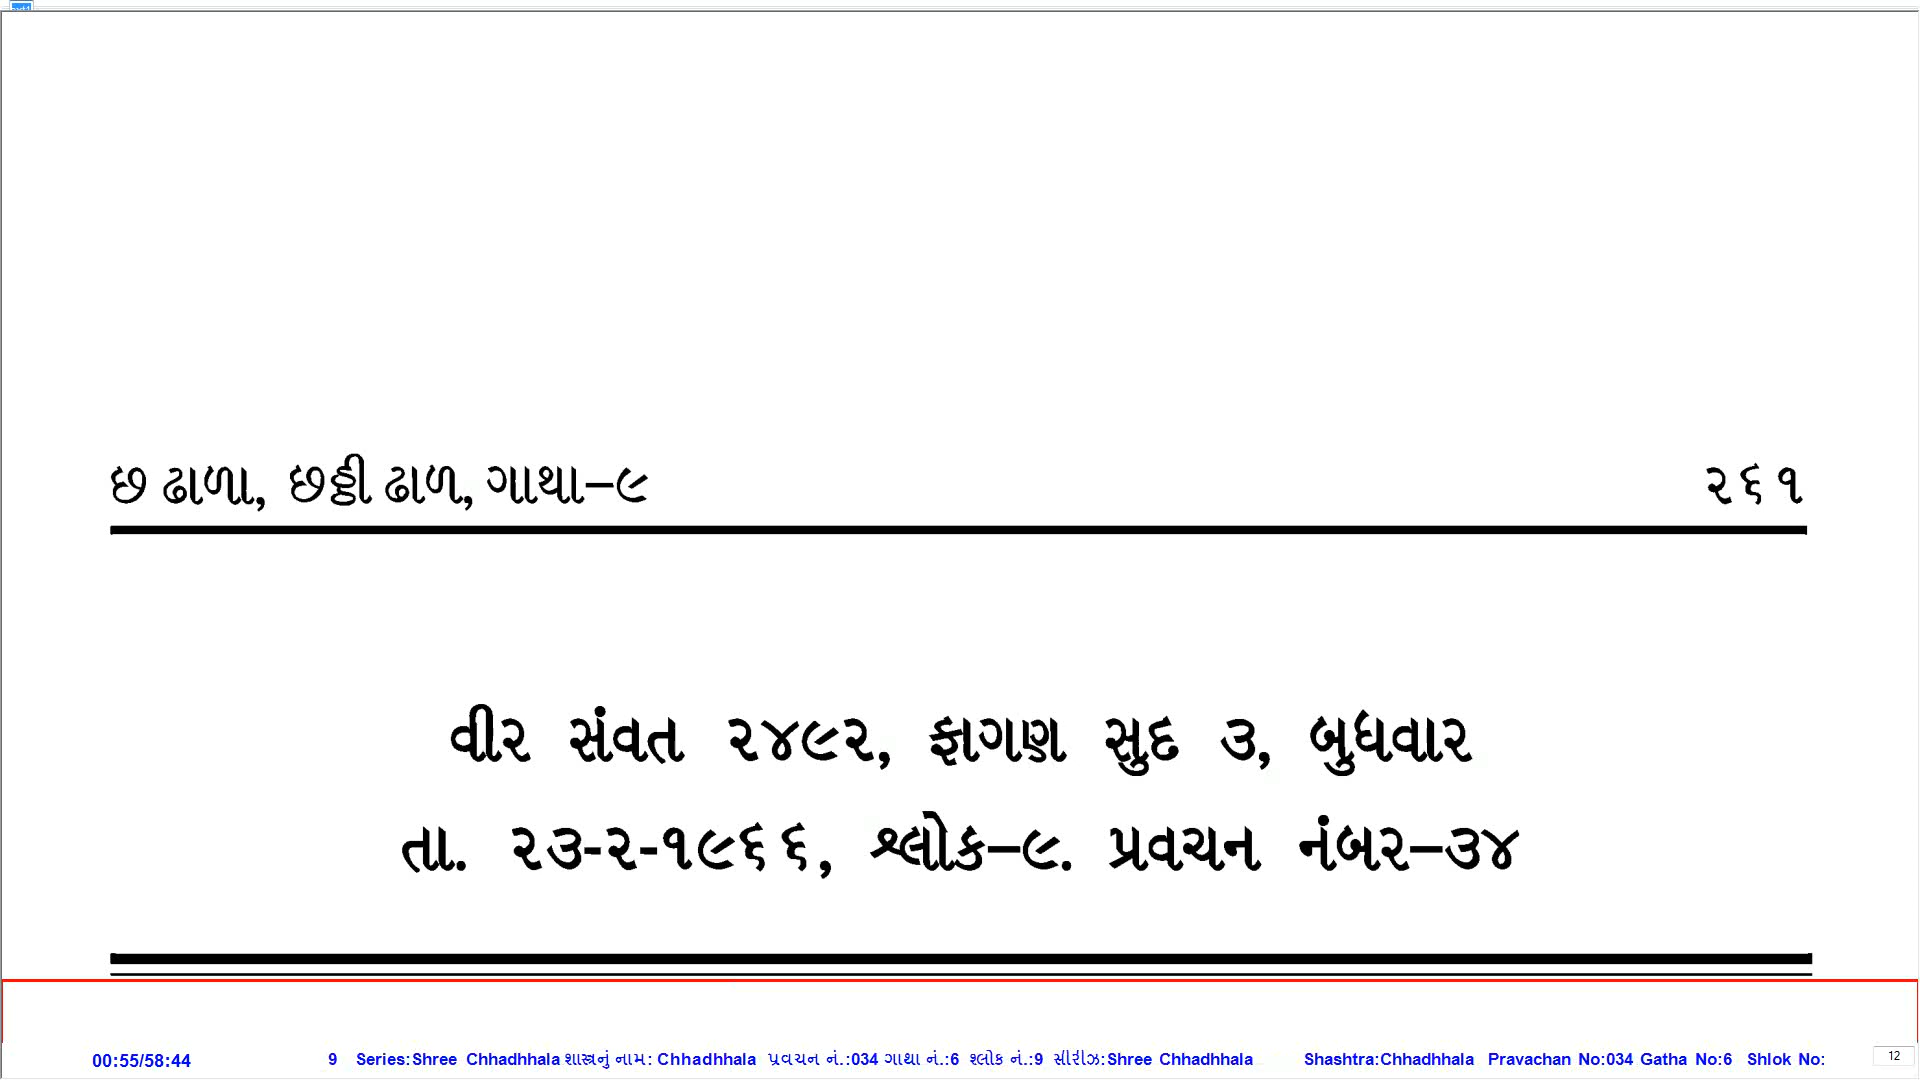 છ ઢાળા, છઠ્ઠી ઢાળ, ગાથા–૯ ૨૬૧
વીર સંવત ૨૪૯૨, ફાગણ સુદ ૩, બુધવાર
તા. ૨૩-૨-૧૯૬૬, શ્લોક–૯. પ્રવચન નંબર–૩૪
00:55/58:44 9 Series:Shree Chhadhhala શાસ્ત્રનું નામ: Chhadhhala પ્રવચન નં.:034 ગાથા નં.:6 શ્લોક નં.:9 સીરીઝ:Shree Chhadhhala Shashtra:Chhadhhala Pravachan No:034 Gatha No:6 Shlok No: 12